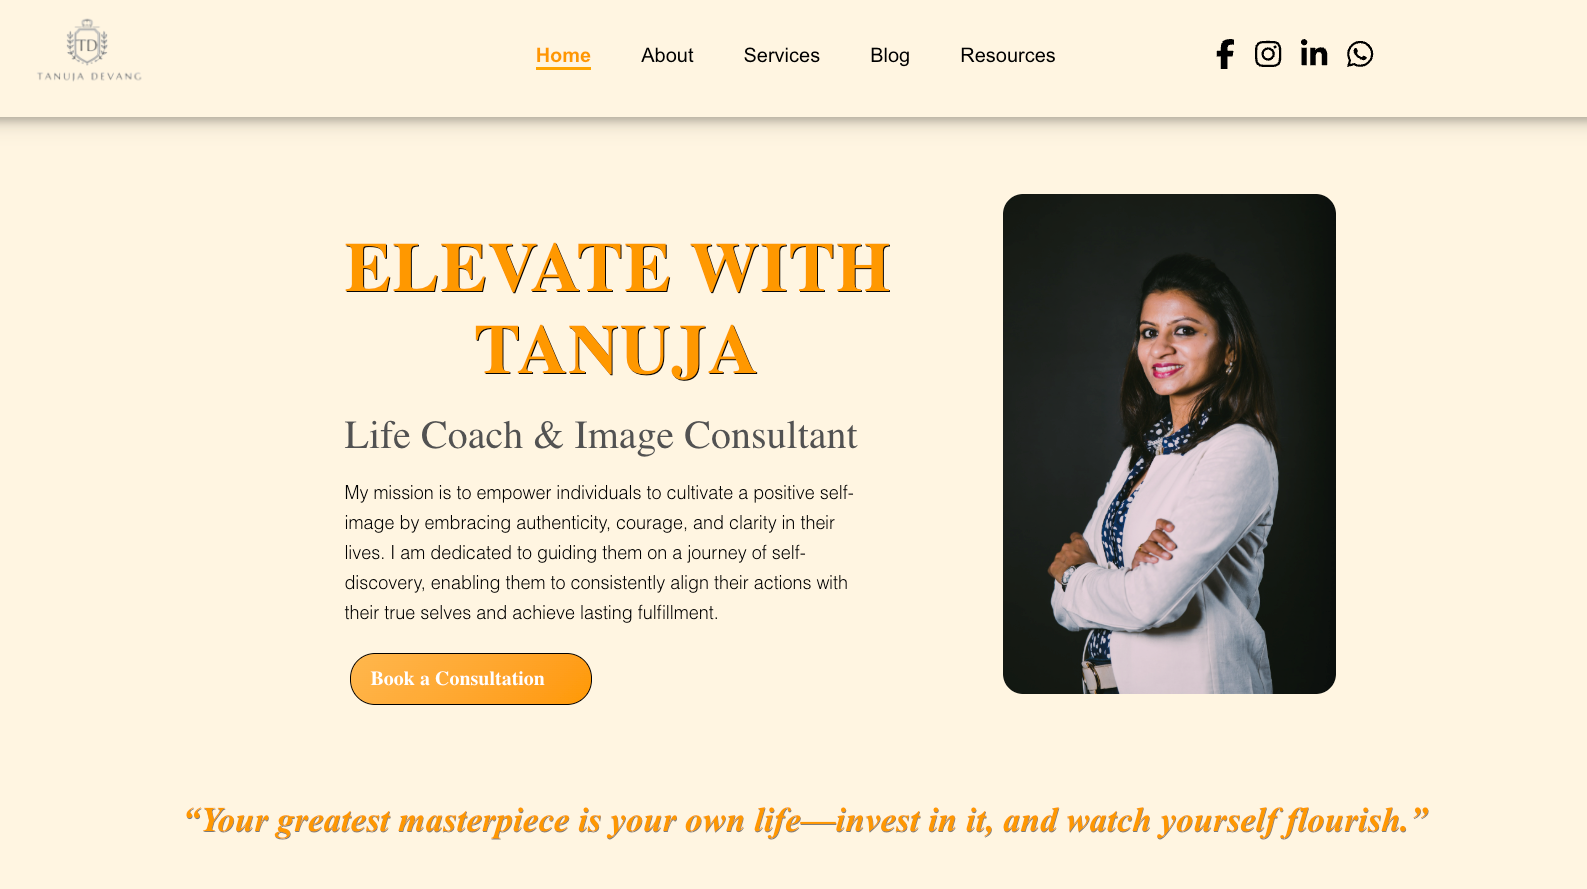 TD
TANUJA DEVANG
Home About Services Blog Resources
ELEVATE WITH
TANUJA
Life Coach & Image Consultant
My mission is to empower individuals to cultivate a positive self-
image by embracing authenticity, courage, and clarity in their
lives. I am dedicated to guiding them on a journey of self-
discovery, enabling them to consistently align their actions with
their true selves and achieve lasting fulfillment.
Book a Consultation
“Your greatest masterpiece is your own life—invest in it, and watch yourself flourish.”